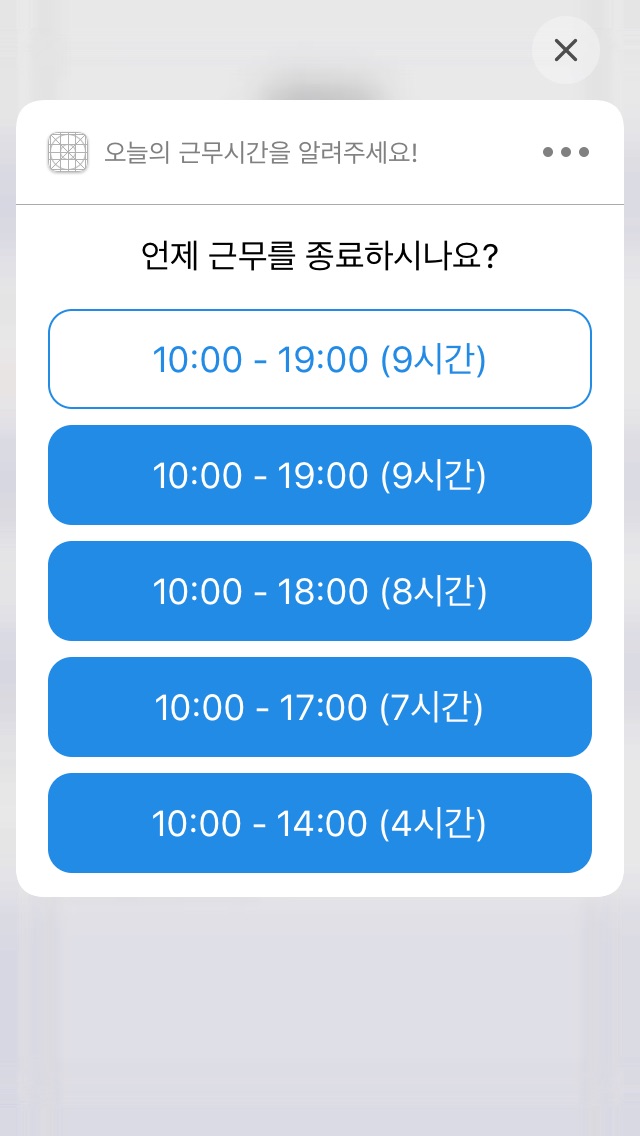 오늘의 근무시간을 알려주세요!
언제 근무를 종료하시나요?
10:00 - 19:00 (9시간)
10:00 - 19:00 (9시간)
10:00 - 18:00 (8시간)
10:00 - 17:00 (7시간)
10:00 - 14:00 (4시간)